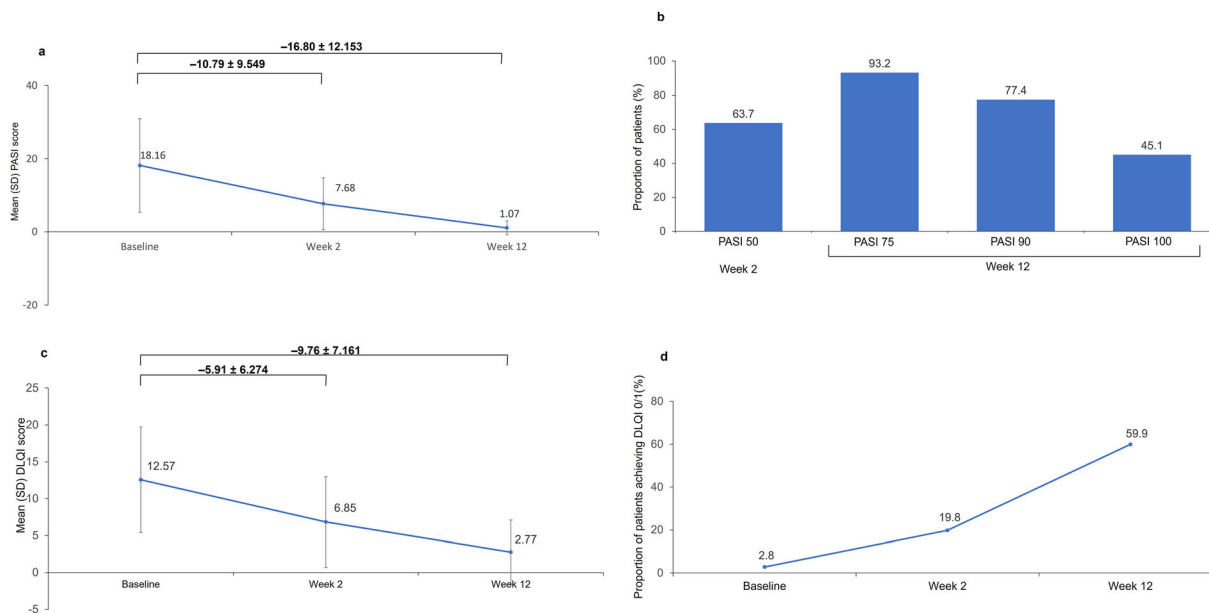 a
–16.80 ± 12.153
–10.79 ± 9.549
Mean (SD) PASI score
40
20
0
-20
18.16
7.68
1.07
Baseline
Week 2
Week 12
b
Proportion of patients (%)
100
80
60
40
20
0
63.7
93.2
77.4
45.1
PASI 50
PASI 75
PASI 90
PASI 100
Week 2
Week 12
c
–9.76 ± 7.161
–5.91 ± 6.274
Mean (SD) DLQI score
25
20
15
10
5
0
-5
12.57
6.85
2.77
Baseline
Week 2
Week 12
d
Proportion of patients achieving DLQI 0/1(%)
80
60
40
20
0
2.8
19.8
59.9
Baseline
Week 2
Week 12